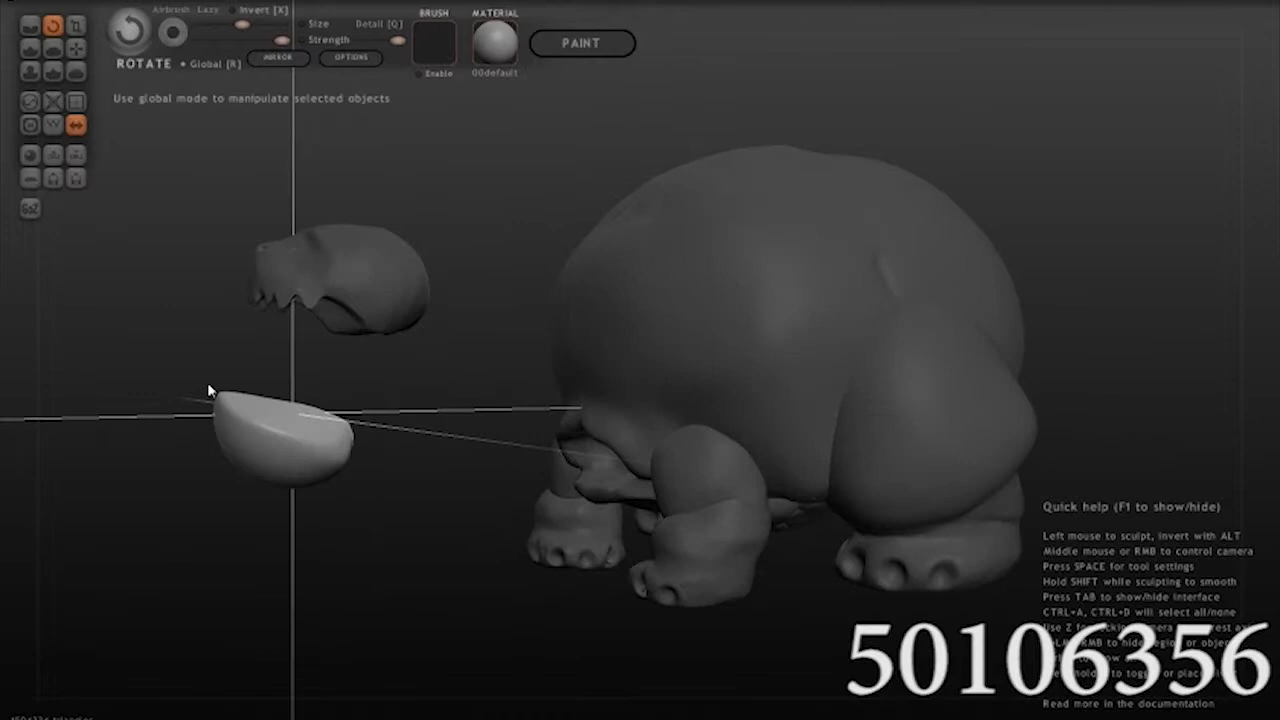 Airbrush Lazy Invert [X]
Size Detail [Q]
Strength
ROTATE Global [R] MIRROR OPTIONS
BRUSH
Enable
MATERIAL
00default
PAINT
Use global mode to manipulate selected objects
GoZ
Quick help (F1 to show/hide)
Left mouse to sculpt, invert with ALT
Middle mouse or RMB to control camera
Press SPACE for tool settings
Hold SHIFT while sculpting to smooth
Press TAB to show/hide interface
CTRL+A, CTRL+D will select all/none
50106356
Read more in the documentation